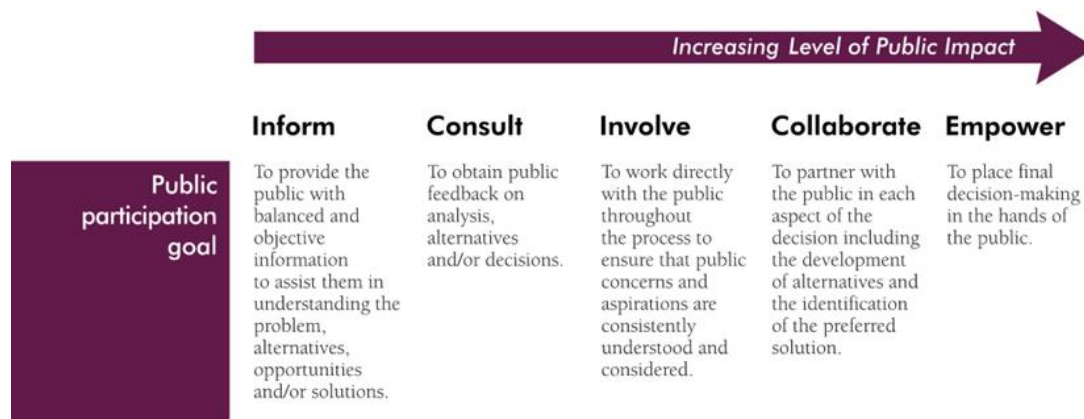 Increasing Level of Public Impact
Inform
Consult
Involve
Collaborate
Empower
Public
participation
goal
To provide the
public with
balanced and
objective
information
to assist them in
understanding the
problem,
alternatives,
opportunities
and/or solutions.
To obtain public
feedback on
analysis,
alternatives
and/or decisions.
To work directly
with the public
throughout
the process to
ensure that public
concerns and
aspirations are
consistently
understood and
considered.
To partner with
the public in each
aspect of the
decision including
the development
of alternatives and
the identification
of the preferred
solution.
To place final
decision-making
in the hands of
the public.